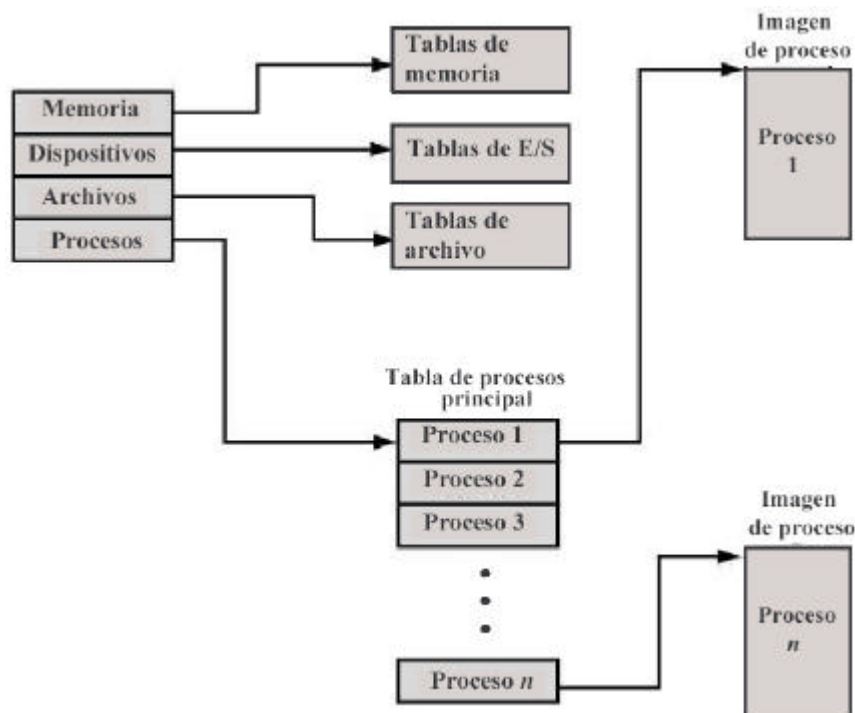 Memoria
Dispositivos
Archivos
Procesos
Tablas de
memoria
Tablas de E/S
Tablas de
archivo
Tabla de procesos
principal
Proceso 1
Proceso 2
Proceso 3
Proceso n
Imagen
de proceso
Proceso
1
Imagen
de proceso
Proceso
n